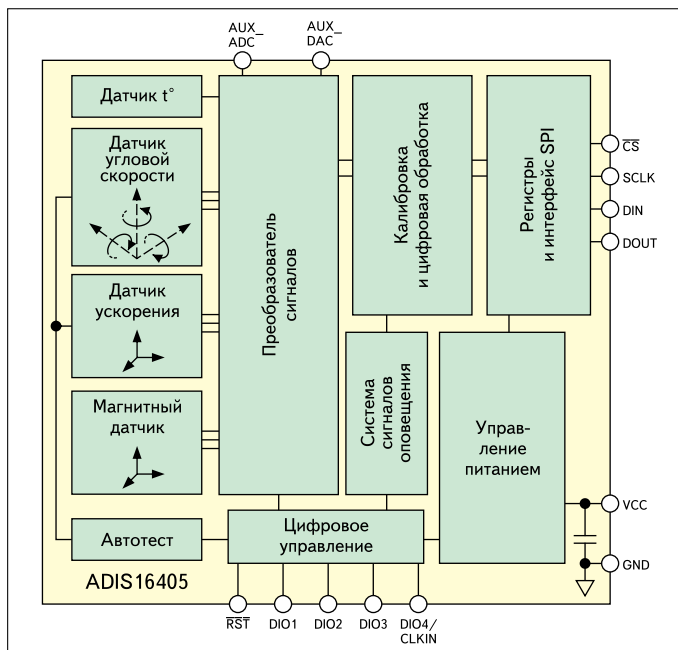 AUX_
ADC
AUX_
DAC
Датчик t°
Датчик
угловой
скорости
Датчик
ускорения
Магнитный
датчик
Автотест
Преобразователь
сигналов
Калибровка
и цифровая обработка
Регистры
и интерфейс SPI
Система
сигналов
оповещения
Управ-
ление
питанием
Цифровое
управление
ADIS16405
CS
SCLK
DIN
DOUT
VCC
GND
RST
DIO1
DIO2
DIO3
DIO4/
CLKIN